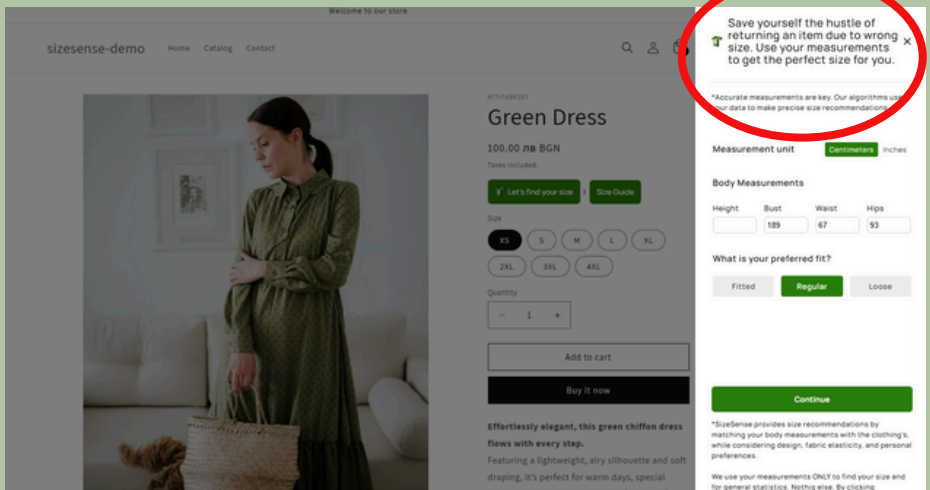 Welcome to our store
sizesense-demo
Home Catalog Contact
ATTITUDE137
Green Dress
100.00 лв BGN
Taxes included.
Let's find your size
Size Guide
Size
XS S M L XL
2XL 3XL 4XL
Quantity
− 1 +
Add to cart
Buy it now
Effortlessly elegant, this green chiffon dress
flows with every step.
Featuring a lightweight, airy silhouette and soft
draping, it's perfect for warm days, special
Save yourself the hustle of
returning an item due to wrong
size. Use your measurements
to get the perfect size for you.
*Accurate measurements are key. Our algorithms use
your data to make precise size recommendations.
Measurement unit Centimeters Inches
Body Measurements
Height Bust Waist Hips
189 67 93
What is your preferred fit?
Fitted Regular Loose
Continue
*SizeSense provides size recommendations by
matching your body measurements with the clothing's,
while considering design, fabric elasticity, and personal
preferences.
We use your measurements ONLY to find your size and
for general statistics. Nothig else. By clicking